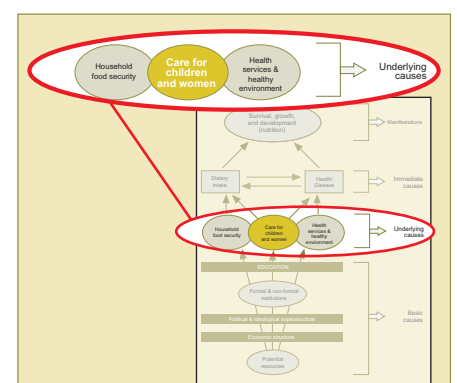 Household
food security
Care for
children
and women
Health
services &
healthy
environment
Underlying
causes
Survival, growth,
and development
(nutrition)
Manifestations
Dietary
intake
Health/
Disease
Immediate
causes
Household
food security
Care for
children
and women
Health
services &
healthy
environment
Underlying
causes
EDUCATION
Formal & non-formal
institutions
Political & ideological superstructure
Basic
causes
Economic structure
Potential
resources